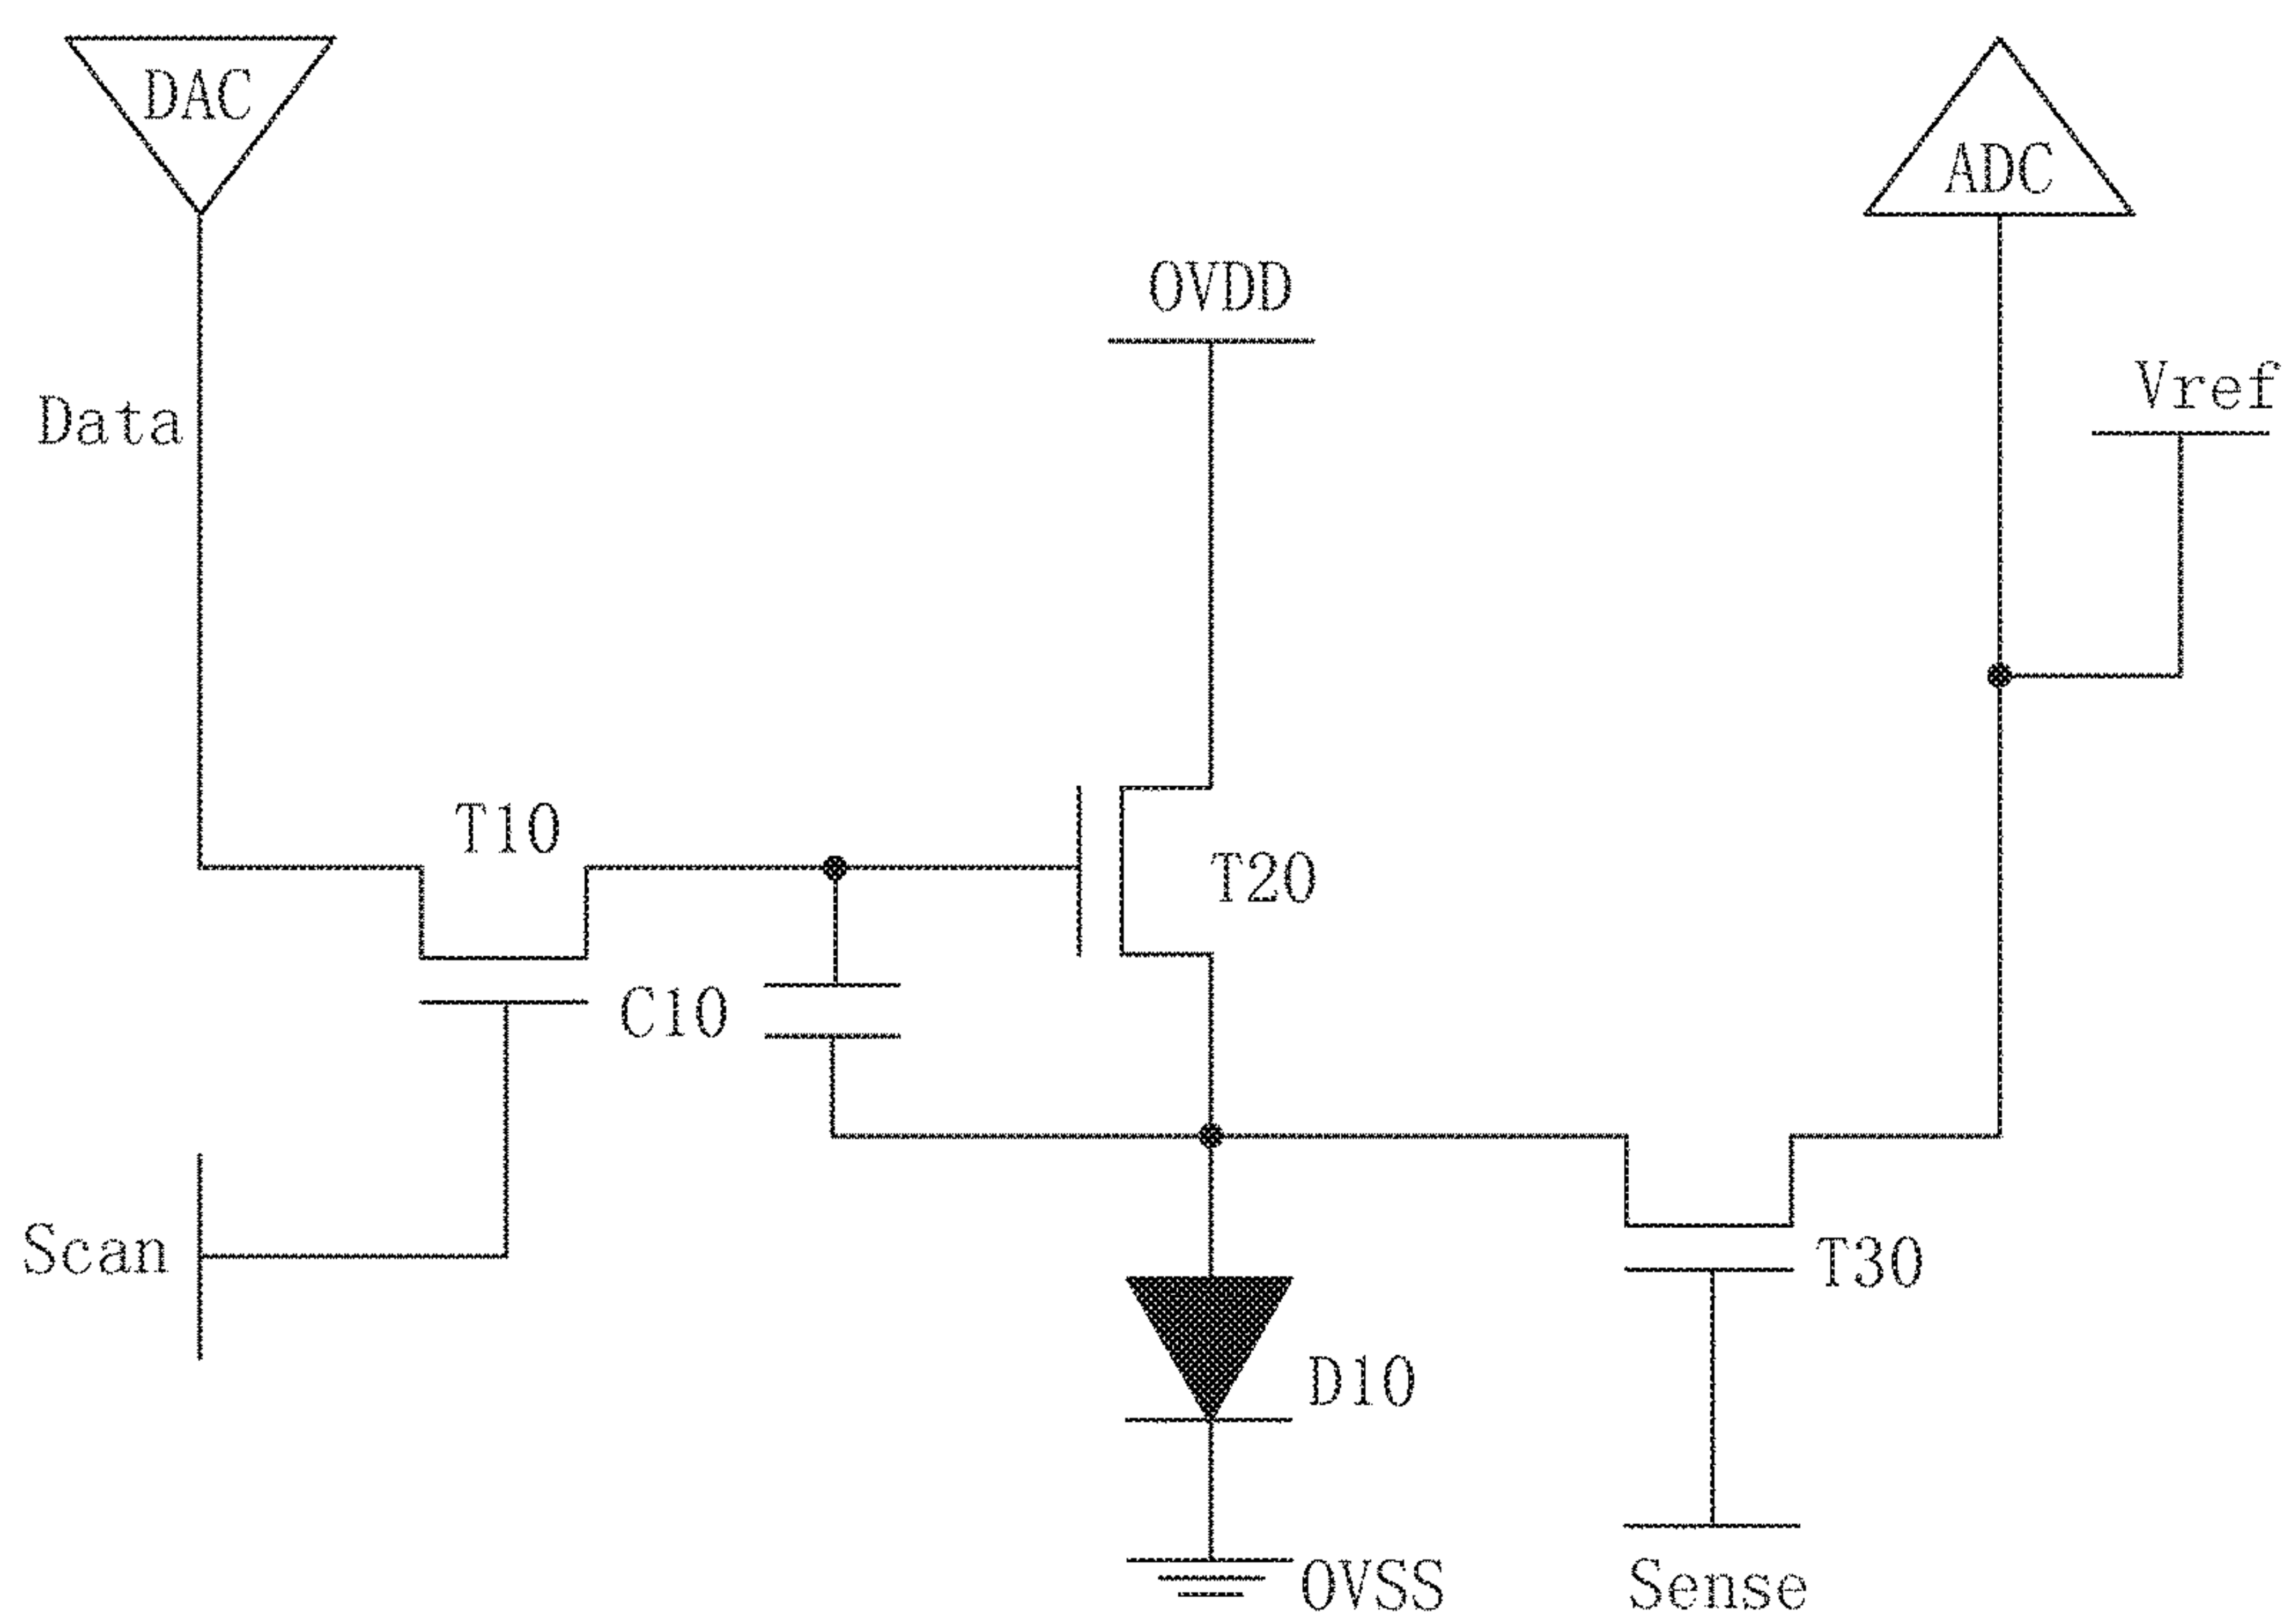 DAC
ADC
OVDD
Vref
Data
T10
T20
C10
Scan
T30
D10
OVSS
Sense